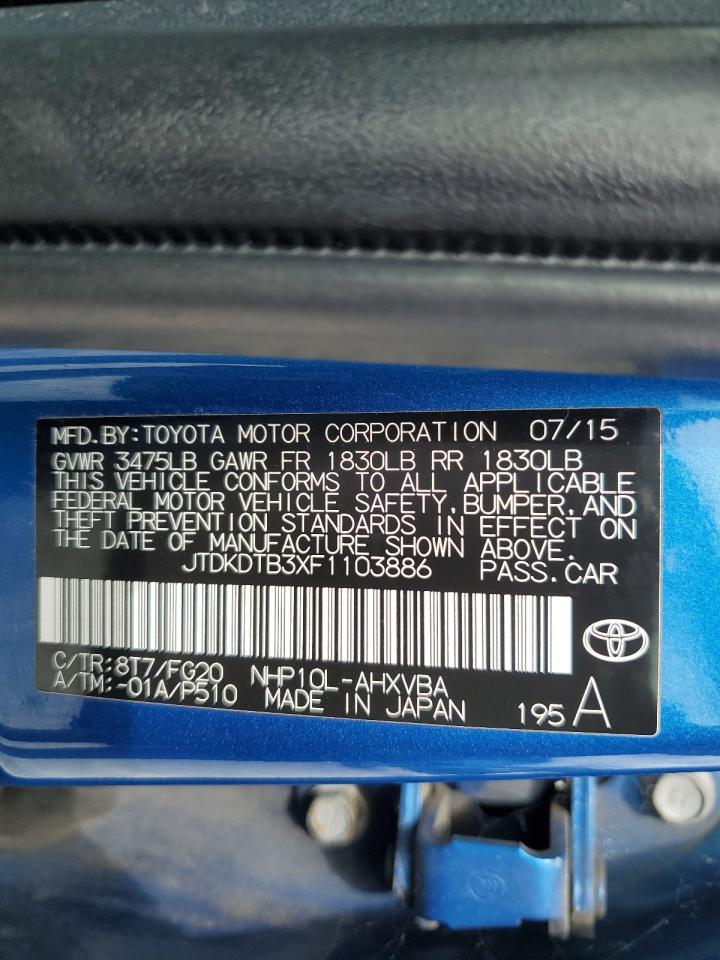 MFD.BY:TOYOTA MOTOR CORPORATION 07/15
GVWR 3475LB GAWR FR 1830LB RR 1830LB
THIS VEHICLE CONFORMS TO ALL APPLICABLE
FEDERAL MOTOR VEHICLE SAFETY,BUMPER,AND
THEFT PREVENTION STANDARDS IN EFFECT ON
THE DATE OF MANUFACTURE SHOWN ABOVE.
JTDKDTB3XF1103886 PASS.CAR
C/TR:8T7/FG20 NHP10L-AHXVBA
A/TM:-01A/P510 MADE IN JAPAN 195 A